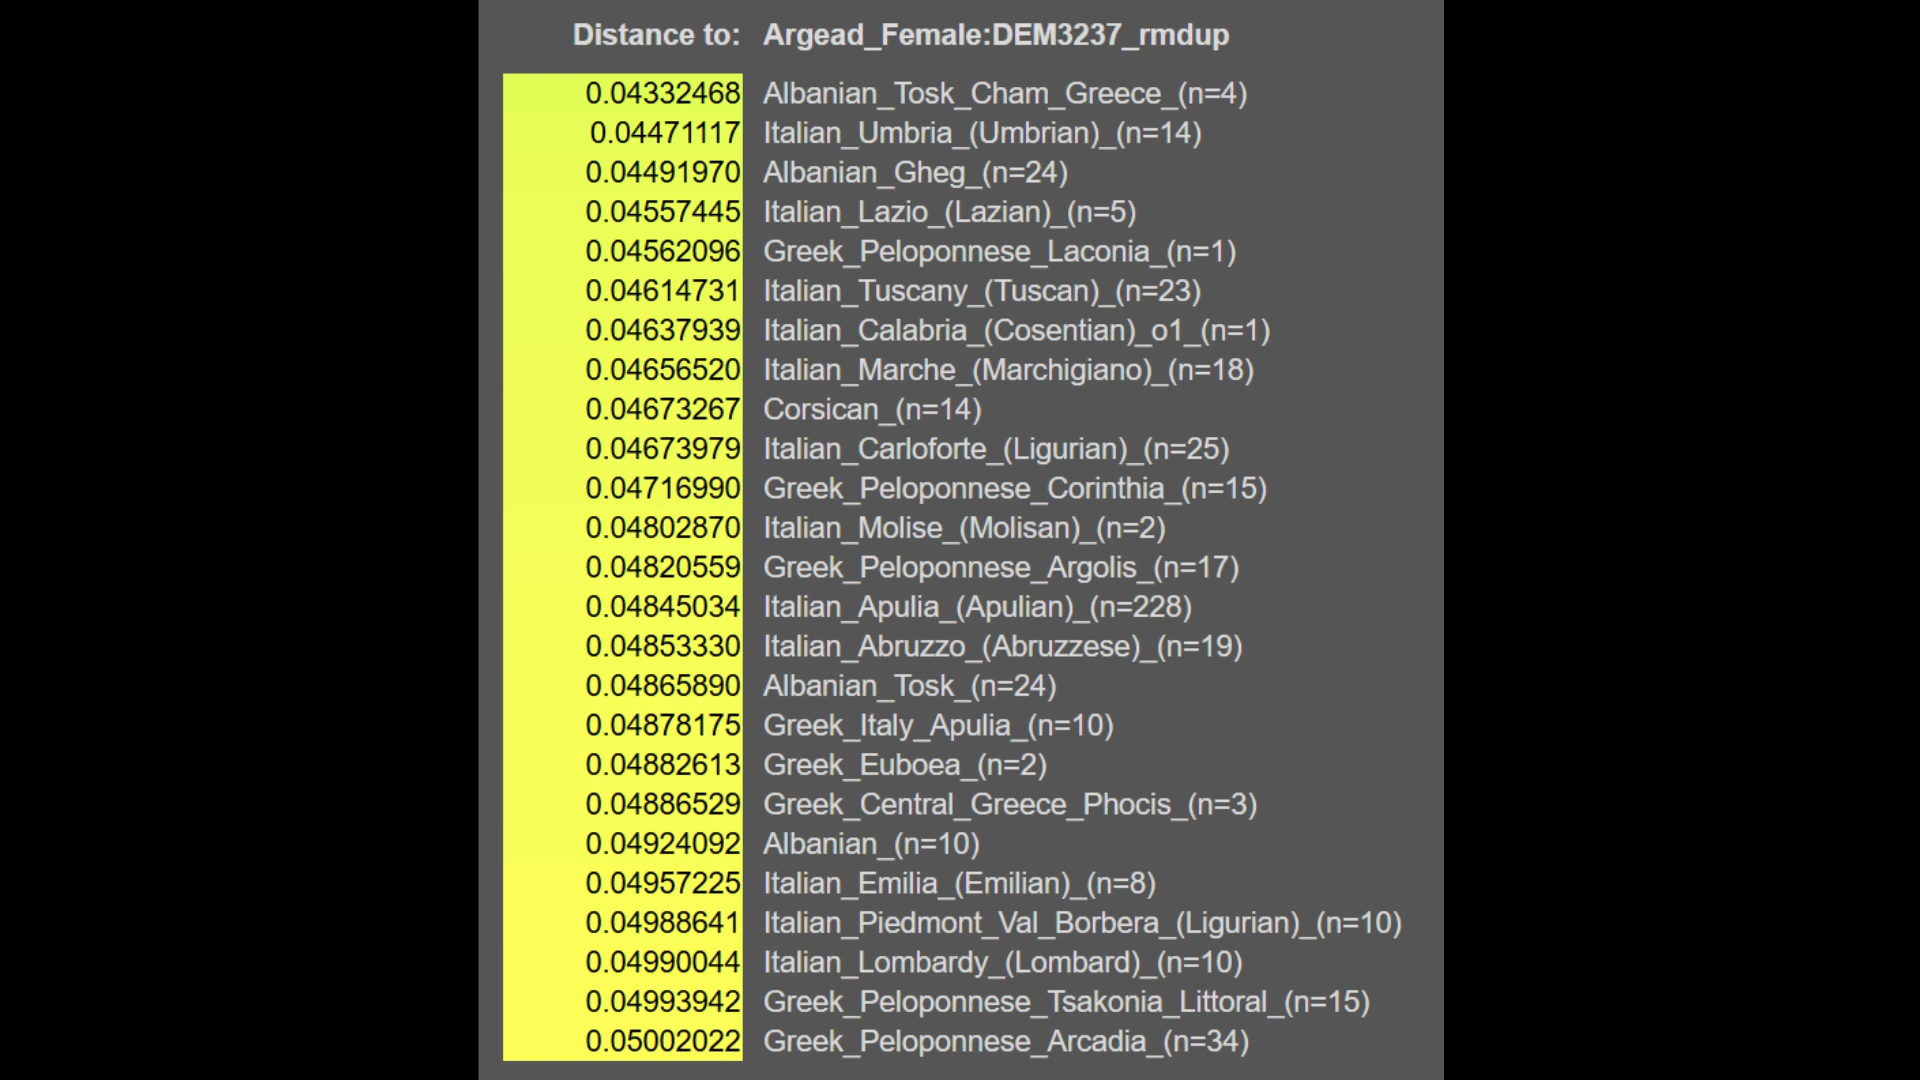 Distance to: Argead_Female:DEM3237_rmdup
0.04332468 Albanian_Tosk_Cham_Greece_(n=4)
0.04471117 Italian_Umbria_(Umbrian)_(n=14)
0.04491970 Albanian_Gheg_(n=24)
0.04557445 Italian_Lazio_(Lazian)_(n=5)
0.04562096 Greek_Peloponnese_Laconia_(n=1)
0.04614731 Italian_Tuscany_(Tuscan)_(n=23)
0.04637939 Italian_Calabria_(Cosentian)_o1_(n=1)
0.04656520 Italian_Marche_(Marchigiano)_(n=18)
0.04673267 Corsican_(n=14)
0.04673979 Italian_Carloforte_(Ligurian)_(n=25)
0.04716990 Greek_Peloponnese_Corinthia_(n=15)
0.04802870 Italian_Molise_(Molisan)_(n=2)
0.04820559 Greek_Peloponnese_Argolis_(n=17)
0.04845034 Italian_Apulia_(Apulian)_(n=228)
0.04853330 Italian_Abruzzo_(Abruzzese)_(n=19)
0.04865890 Albanian_Tosk_(n=24)
0.04878175 Greek_Italy_Apulia_(n=10)
0.04882613 Greek_Euboea_(n=2)
0.04886529 Greek_Central_Greece_Phocis_(n=3)
0.04924092 Albanian_(n=10)
0.04957225 Italian_Emilia_(Emilian)_(n=8)
0.04988641 Italian_Piedmont_Val_Borbera_(Ligurian)_(n=10)
0.04990044 Italian_Lombardy_(Lombard)_(n=10)
0.04993942 Greek_Peloponnese_Tsakonia_Littoral_(n=15)
0.05002022 Greek_Peloponnese_Arcadia_(n=34)